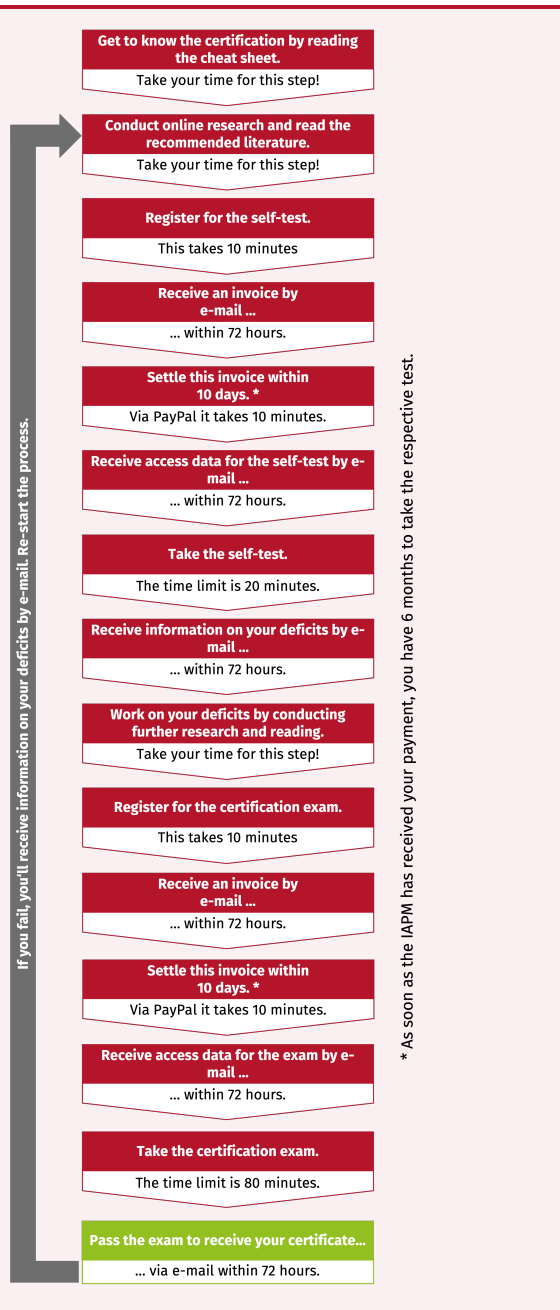 Get to know the certification by reading
the cheat sheet.
Take your time for this step!
Conduct online research and read the
recommended literature.
Take your time for this step!
Register for the self-test.
This takes 10 minutes
Receive an invoice by
e-mail ...
... within 72 hours.
Settle this invoice within
10 days. *
Via PayPal it takes 10 minutes.
Receive access data for the self-test by e-
mail ...
... within 72 hours.
Take the self-test.
The time limit is 20 minutes.
Receive information on your deficits by e-
mail ...
... within 72 hours.
Work on your deficits by conducting
further research and reading.
Take your time for this step!
Register for the certification exam.
This takes 10 minutes
Receive an invoice by
e-mail ...
... within 72 hours.
Settle this invoice within
10 days. *
Via PayPal it takes 10 minutes.
Receive access data for the exam by e-
mail ...
... within 72 hours.
Take the certification exam.
The time limit is 80 minutes.
Pass the exam to receive your certificate...
... via e-mail within 72 hours.
If you fail, you'll receive information on your deficits by e-mail. Re-start the process.
* As soon as the IAPM has received your payment, you have 6 months to take the respective test.